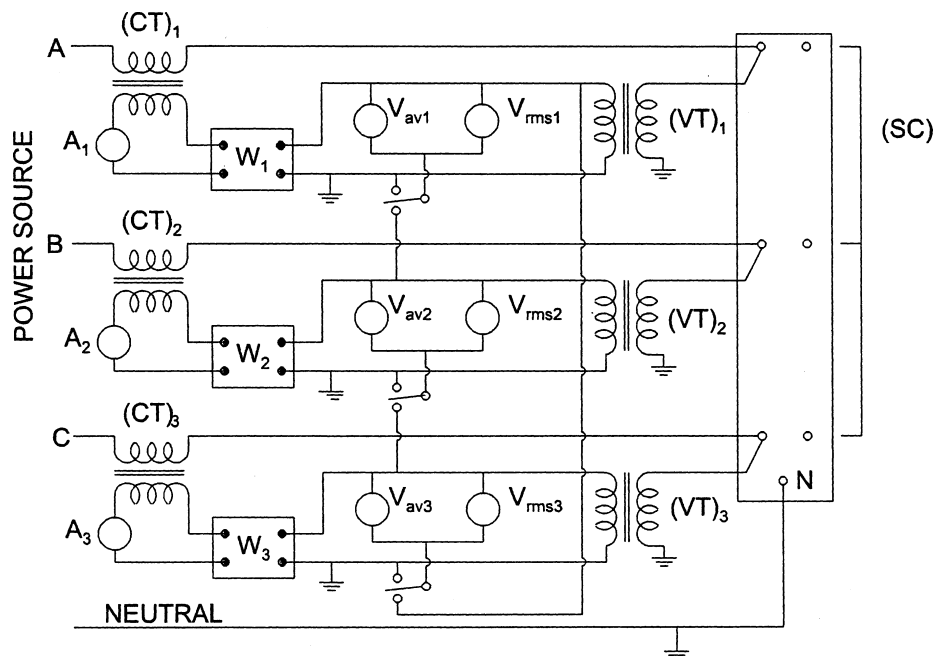 (CT)1
A
Vav1
Vrms1
(VT)1
(SC)
A1
W1
POWER SOURCE
(CT)2
B
Vav2
Vrms2
(VT)2
A2
W2
(CT)3
C
N
Vav3
Vrms3
(VT)3
A3
W3
NEUTRAL